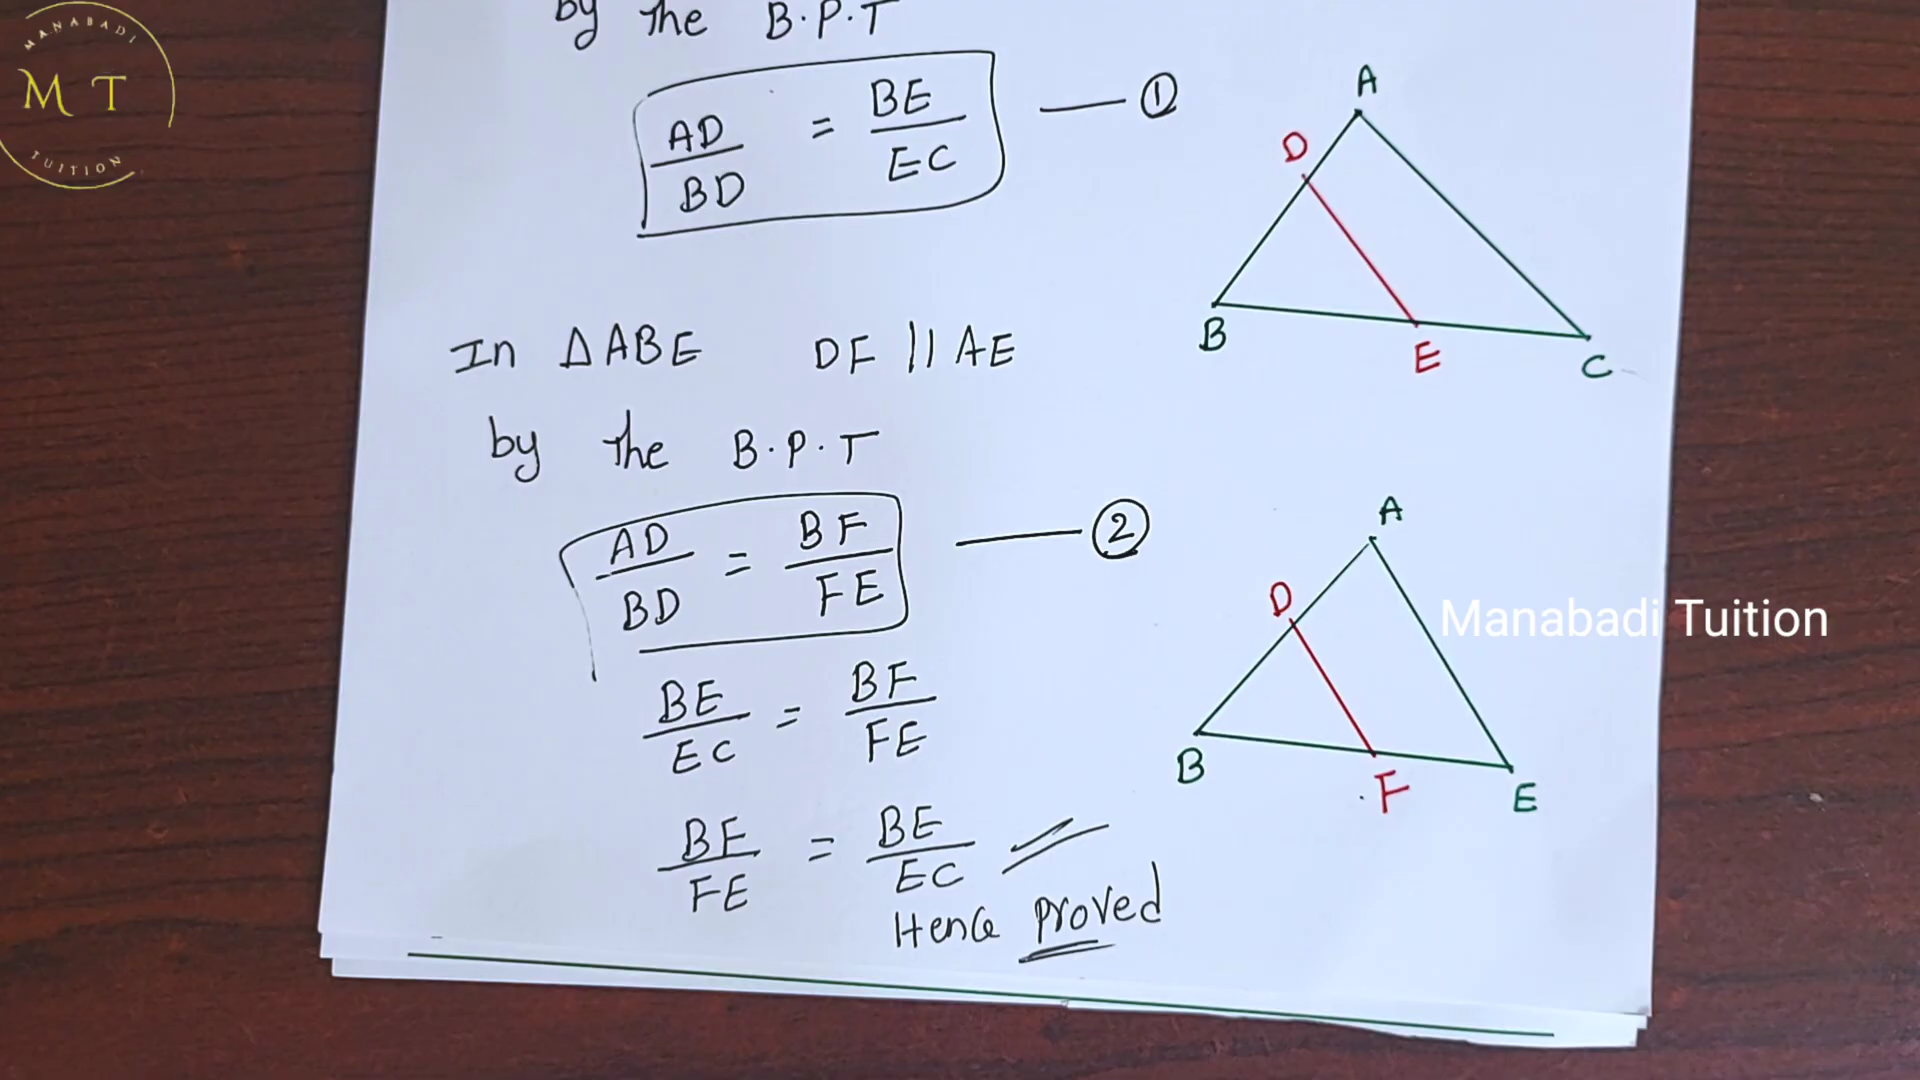 MANABADI
M T
TUITION
by the B.P.T
AD/BD = BE/EC — ①
A
D
B
E
C
In ΔABE DF || AE
by the B.P.T
AD/BD = BF/FE — ②
A
D
B
F
E
Manabadi Tuition
BE/EC = BF/FE
BF/FE = BE/EC
Hence proved